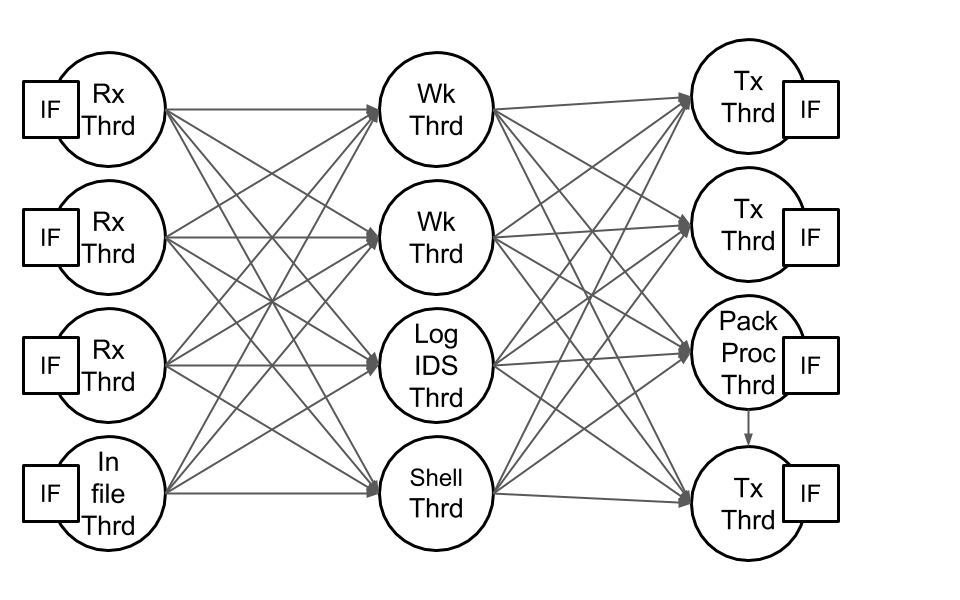 IF
Rx
Thrd
Wk
Thrd
Tx
Thrd
IF
IF
Rx
Thrd
Wk
Thrd
Tx
Thrd
IF
IF
Rx
Thrd
Log
IDS
Thrd
Pack
Proc
Thrd
IF
IF
In
file
Thrd
Shell
Thrd
Tx
Thrd
IF